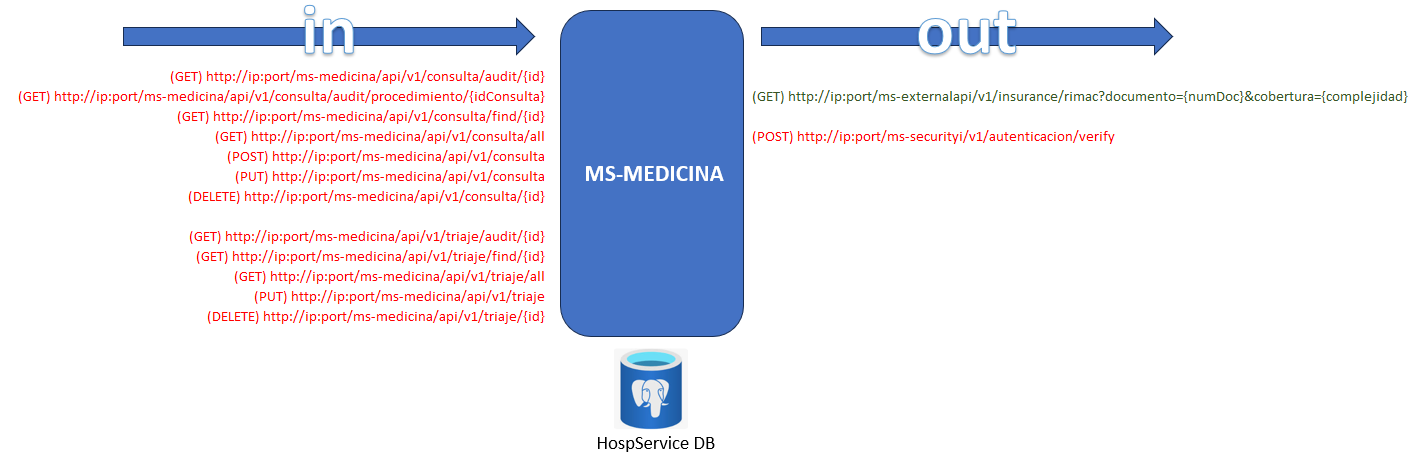 in
out
(GET) http://ip:port/ms-medicina/api/v1/consulta/audit/{id}
(GET) http://ip:port/ms-medicina/api/v1/consulta/audit/procedimiento/{idConsulta}
(GET) http://ip:port/ms-medicina/api/v1/consulta/find/{id}
(GET) http://ip:port/ms-medicina/api/v1/consulta/all
(POST) http://ip:port/ms-medicina/api/v1/consulta
(PUT) http://ip:port/ms-medicina/api/v1/consulta
(DELETE) http://ip:port/ms-medicina/api/v1/consulta/{id}
(GET) http://ip:port/ms-medicina/api/v1/triaje/audit/{id}
(GET) http://ip:port/ms-medicina/api/v1/triaje/find/{id}
(GET) http://ip:port/ms-medicina/api/v1/triaje/all
(PUT) http://ip:port/ms-medicina/api/v1/triaje
(DELETE) http://ip:port/ms-medicina/api/v1/triaje/{id}
MS-MEDICINA
(GET) http://ip:port/ms-externalapi/v1/insurance/rimac?documento={numDoc}&cobertura={complejidad}
(POST) http://ip:port/ms-securityi/v1/autenticacion/verify
HospService DB